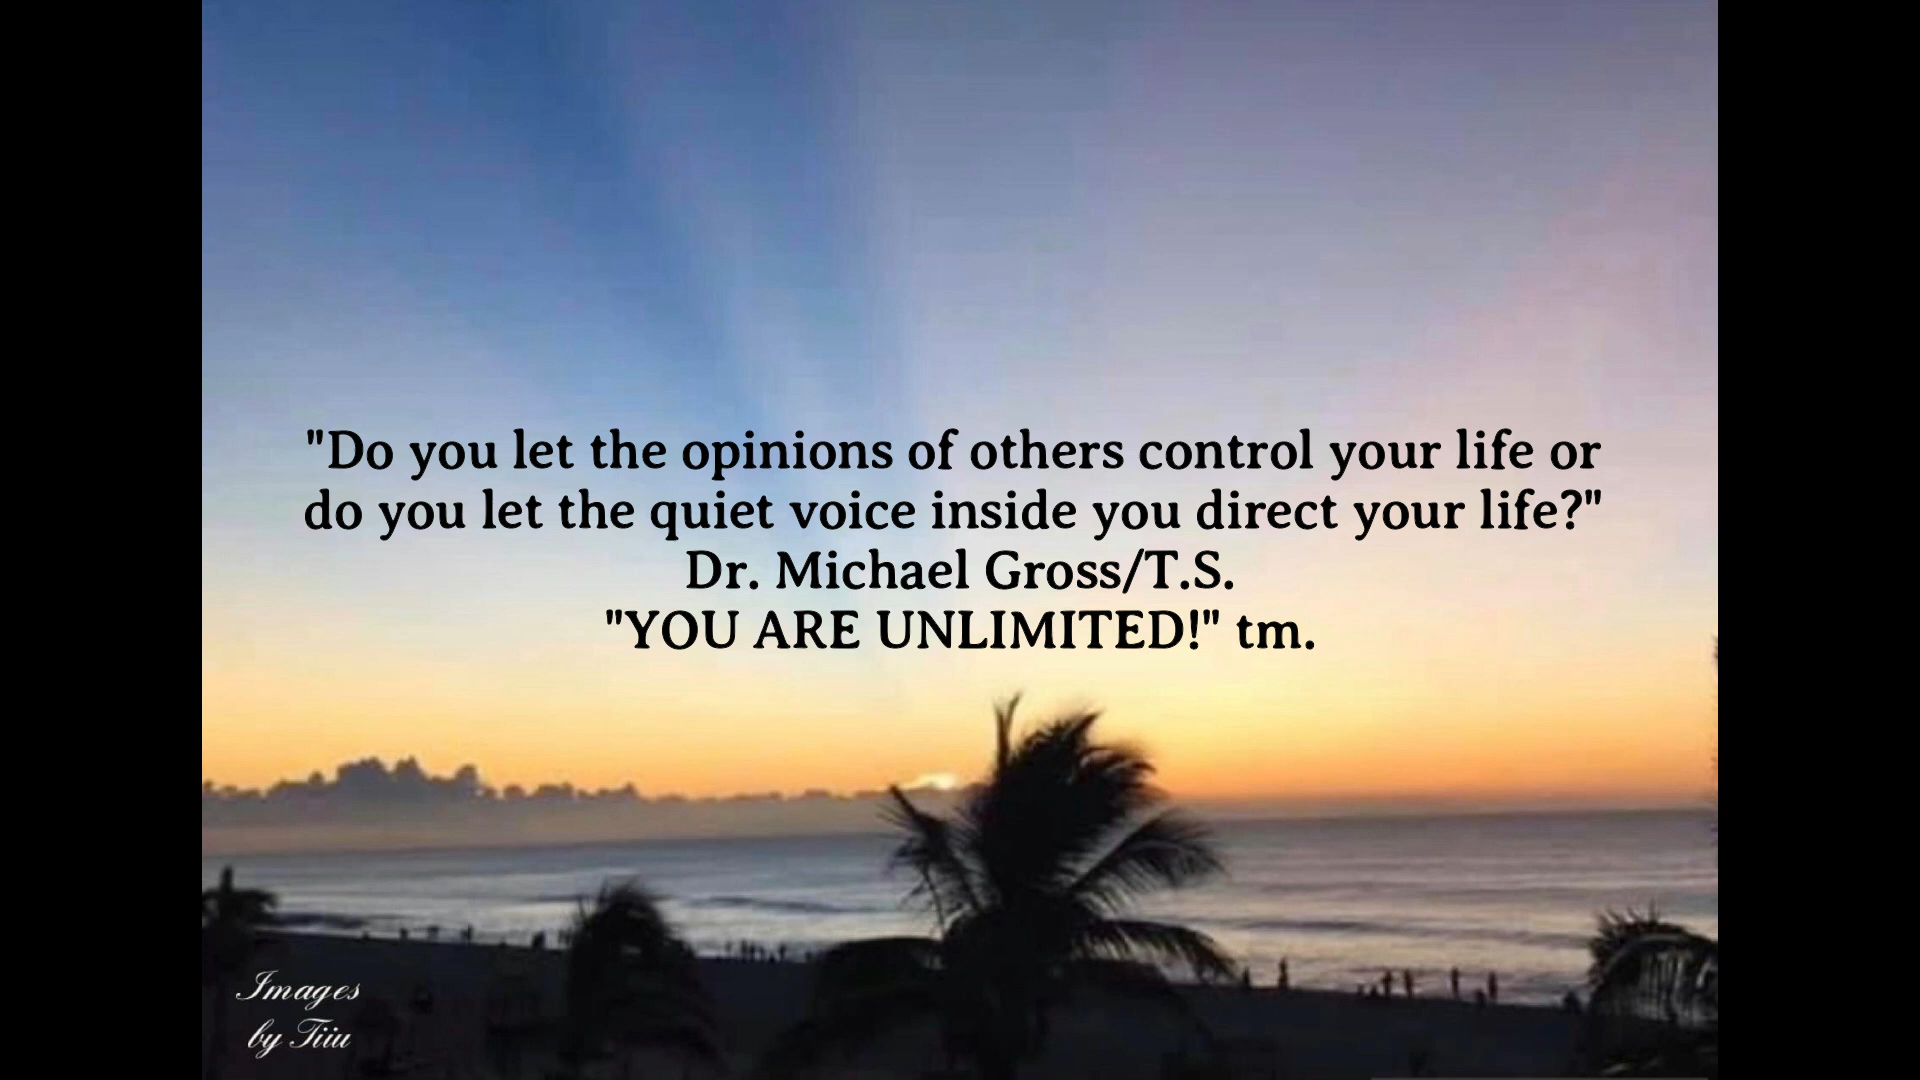 "Do you let the opinions of others control your life or
do you let the quiet voice inside you direct your life?"
Dr. Michael Gross/T.S.
"YOU ARE UNLIMITED!" tm.
Images
by Tiiu